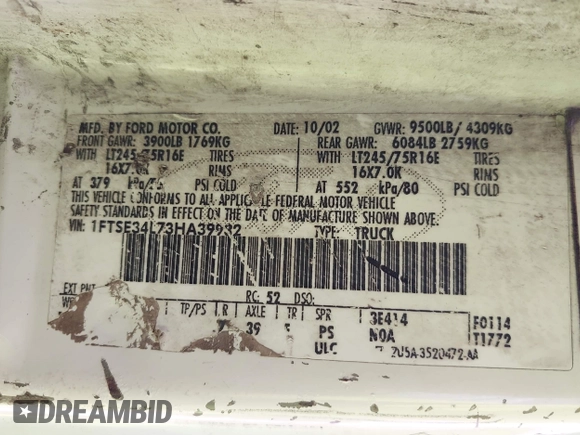 MFD. BY FORD MOTOR CO. DATE: 10/02 GVWR: 9500LB/ 4309KG
FRONT GAWR: 3900LB 1769KG REAR GAWR: 6084LB 2759KG
WITH LT245/75R16E TIRES WITH LT245/75R16E TIRES
16X7.0K RIMS 16X7.0K RIMS
AT 379 kPa/ PSI COLD AT 552 kPa/80 PSI COLD
THIS VEHICLE CONFORMS TO ALL APPLICABLE FEDERAL MOTOR VEHICLE
SAFETY STANDARDS IN EFFECT ON THE DATE OF MANUFACTURE SHOWN ABOVE.
VIN: 1FTSE34L73HA39932 TYPE: TRUCK
EXT PNT RC: 52 DSO:
TP/PS R AXLE TR SPR
39 PS 3E414 F0114
ULC NOA T1772
2U5A-3520472-AA
DREAMBID